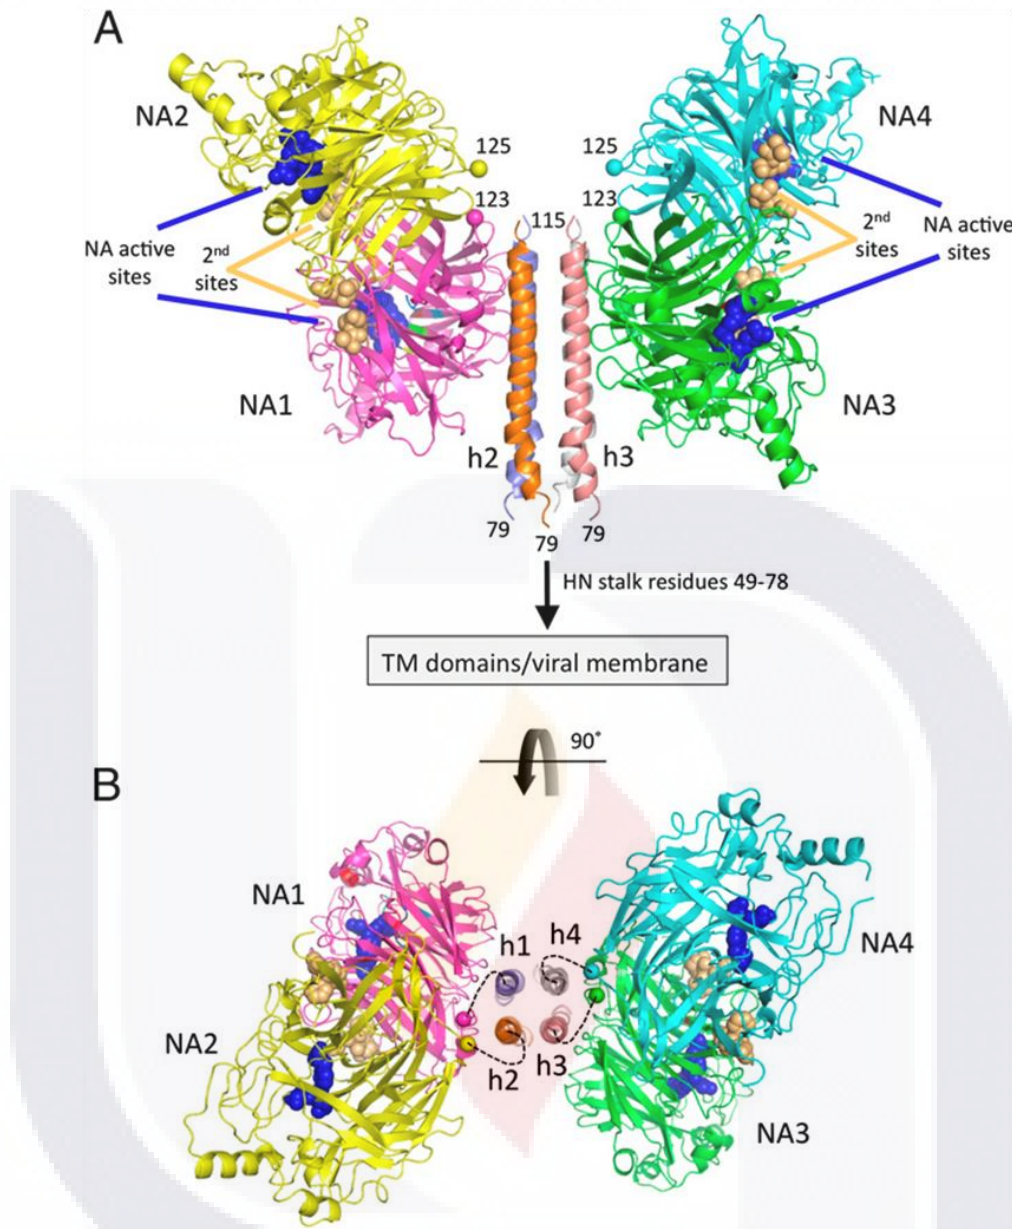 A
NA2
NA4
125
125
123
115
123
NA active
sites
2nd
sites
2nd
sites
NA active
sites
NA1
NA3
h2
h3
79
79
79
HN stalk residues 49-78
TM domains/viral membrane
90°
B
NA1
h1
h4
NA4
NA2
h2
h3
NA3